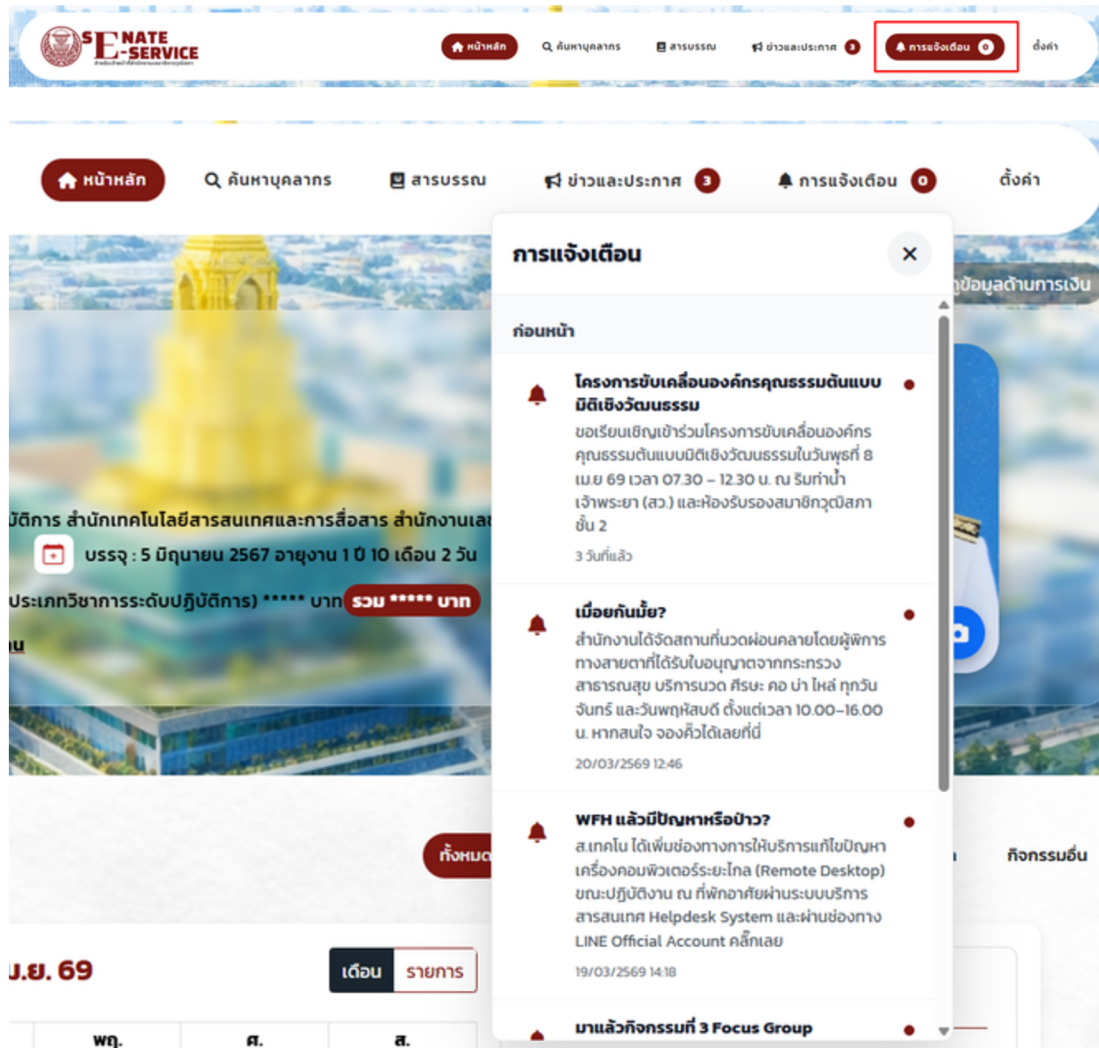 SENATE
E-SERVICE
หน้าหลัก
ค้นหาบุคลากร
สารบรรณ
ข่าวและประกาศ 3
การแจ้งเตือน 0
ตั้งค่า
หน้าหลัก
ค้นหาบุคลากร
สารบรรณ
ข่าวและประกาศ 3
การแจ้งเตือน 0
ตั้งค่า
ข้อมูลด้านการเงิน
บัติการ สำนักเทคโนโลยีสารสนเทศและการสื่อสาร สำนักงานเลข
บรรจุ : 5 มิถุนายน 2567 อายุงาน 1 ปี 10 เดือน 2 วัน
ประเภทวิชาการระดับปฏิบัติการ) ***** บาท รวม ***** บาท
การแจ้งเตือน
ก่อนหน้า
โครงการขับเคลื่อนองค์กรคุณธรรมต้นแบบ
มิติเชิงวัฒนธรรม
ขอเรียนเชิญเข้าร่วมโครงการขับเคลื่อนองค์กร
คุณธรรมต้นแบบมิติเชิงวัฒนธรรมในวันพุธที่ 8
เม.ย 69 เวลา 07.30 – 12.30 น. ณ ริมท่าน้ำ
เจ้าพระยา (สว.) และห้องรับรองสมาชิกวุฒิสภา
ชั้น 2
3 วันที่แล้ว
เมื่อยกันมั้ย?
สำนักงานได้จัดสถานที่นวดผ่อนคลายโดยผู้พิการ
ทางสายตาที่ได้รับใบอนุญาตจากกระทรวง
สาธารณสุข บริการนวด ศีรษะ คอ บ่า ไหล่ ทุกวัน
จันทร์ และวันพฤหัสบดี ตั้งแต่เวลา 10.00–16.00
น. หากสนใจ จองคิวได้เลยที่นี่
20/03/2569 12:46
WFH แล้วมีปัญหาหรือป่าว?
ส.เทคโน ได้เพิ่มช่องทางการให้บริการแก้ไขปัญหา
เครื่องคอมพิวเตอร์ระยะไกล (Remote Desktop)
ขณะปฏิบัติงาน ณ ที่พักอาศัยผ่านระบบบริการ
สารสนเทศ Helpdesk System และผ่านช่องทาง
LINE Official Account คลิ๊กเลย
19/03/2569 14:18
มาแล้วกิจกรรมที่ 3 Focus Group
ทั้งหมด
กิจกรรมอื่น
ม.ย. 69
เดือน
รายการ
พฤ.
ศ.
ส.